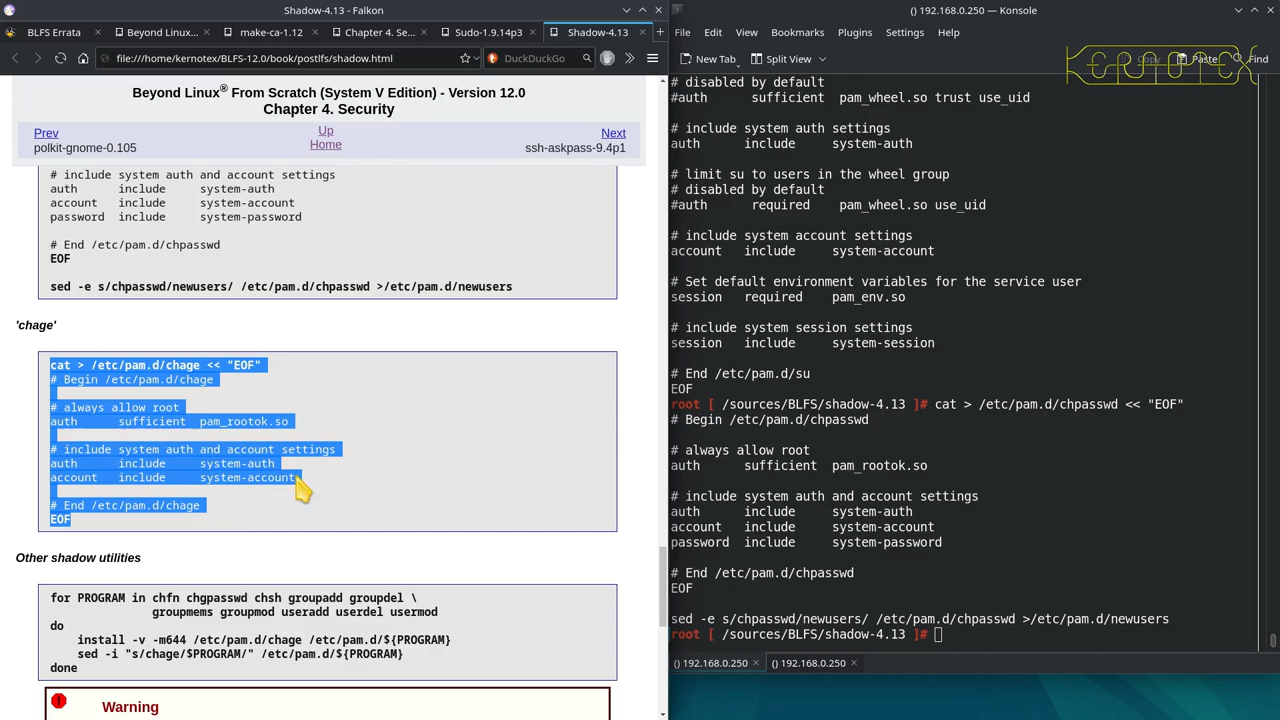 Shadow-4.13 - Falkon
BLFS Errata
Beyond Linux...
make-ca-1.12
Chapter 4. Se...
Sudo-1.9.14p3
Shadow-4.13
file:///home/kernotex/BLFS-12.0/book/postlfs/shadow.html
DuckDuckGo
Beyond Linux® From Scratch (System V Edition) - Version 12.0
Chapter 4. Security
Prev
Up
Next
polkit-gnome-0.105
Home
ssh-askpass-9.4p1
# include system auth and account settings
auth      include     system-auth
account   include     system-account
password  include     system-password
# End /etc/pam.d/chpasswd
EOF
sed -e s/chpasswd/newusers/ /etc/pam.d/chpasswd >/etc/pam.d/newusers
'chage'
cat > /etc/pam.d/chage << "EOF"
# Begin /etc/pam.d/chage
# always allow root
auth      sufficient  pam_rootok.so
# include system auth and account settings
auth      include     system-auth
account   include     system-account
# End /etc/pam.d/chage
EOF
Other shadow utilities
for PROGRAM in chfn chgpasswd chsh groupadd groupdel \
               groupmems groupmod useradd userdel usermod
do
    install -v -m644 /etc/pam.d/chage /etc/pam.d/${PROGRAM}
    sed -i "s/chage/$PROGRAM/" /etc/pam.d/${PROGRAM}
done
Warning
() 192.168.0.250 — Konsole
File Edit View Bookmarks Plugins Settings Help
New Tab Split View Copy Paste Find
KERNOTEX
# disabled by default
#auth     sufficient  pam_wheel.so trust use_uid
# include system auth settings
auth      include     system-auth
# limit su to users in the wheel group
# disabled by default
#auth     required    pam_wheel.so use_uid
# include system account settings
account   include     system-account
# Set default environment variables for the service user
session   required    pam_env.so
# include system session settings
session   include     system-session
# End /etc/pam.d/su
EOF
root [ /sources/BLFS/shadow-4.13 ]# cat > /etc/pam.d/chpasswd << "EOF"
# Begin /etc/pam.d/chpasswd
# always allow root
auth      sufficient  pam_rootok.so
# include system auth and account settings
auth      include     system-auth
account   include     system-account
password  include     system-password
# End /etc/pam.d/chpasswd
EOF
sed -e s/chpasswd/newusers/ /etc/pam.d/chpasswd >/etc/pam.d/newusers
root [ /sources/BLFS/shadow-4.13 ]#
() 192.168.0.250
() 192.168.0.250